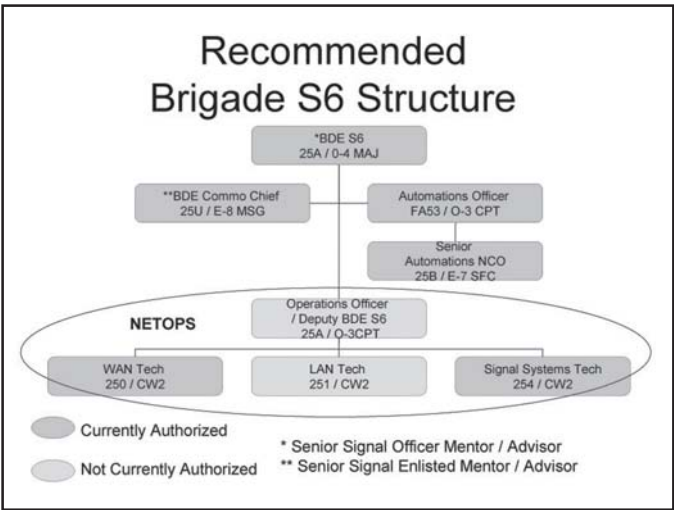 Recommended
Brigade S6 Structure
*BDE S6
25A / 0-4 MAJ
**BDE Commo Chief
25U / E-8 MSG
Automations Officer
FA53 / O-3 CPT
Senior
Automations NCO
25B / E-7 SFC
NETOPS
Operations Officer
/ Deputy BDE S6
25A / O-3CPT
WAN Tech
250 / CW2
LAN Tech
251 / CW2
Signal Systems Tech
254 / CW2
Currently Authorized
Not Currently Authorized
* Senior Signal Officer Mentor / Advisor
** Senior Signal Enlisted Mentor / Advisor